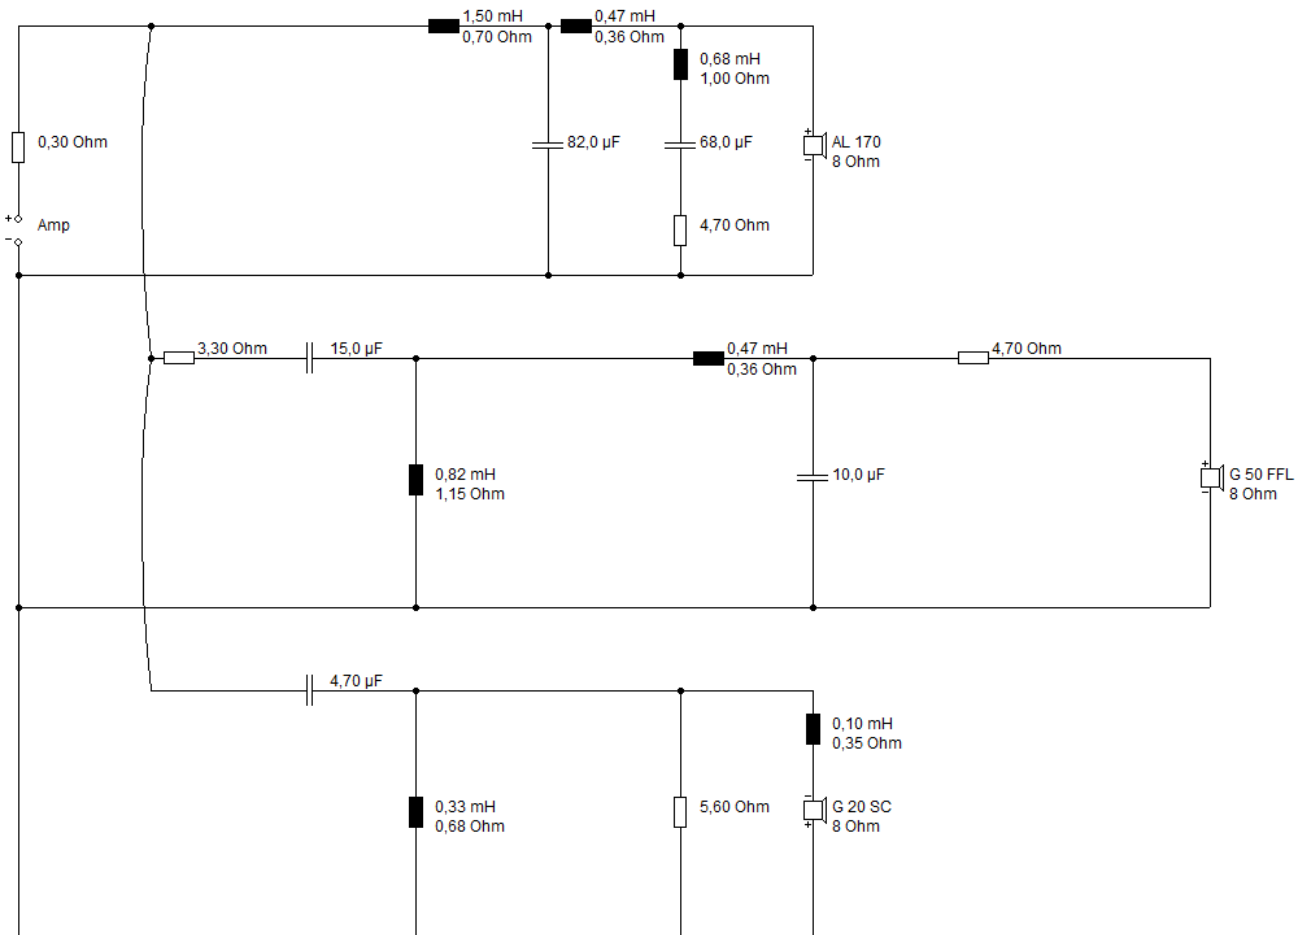 1,50 mH
0,70 Ohm
0,47 mH
0,36 Ohm
0,68 mH
1,00 Ohm
0,30 Ohm
82,0 µF
68,0 µF
+
AL 170
-
8 Ohm
+
Amp
-
4,70 Ohm
3,30 Ohm
15,0 µF
0,47 mH
0,36 Ohm
4,70 Ohm
0,82 mH
1,15 Ohm
10,0 µF
+
G 50 FFL
-
8 Ohm
4,70 µF
0,10 mH
0,35 Ohm
0,33 mH
0,68 Ohm
5,60 Ohm
-
G 20 SC
+
8 Ohm